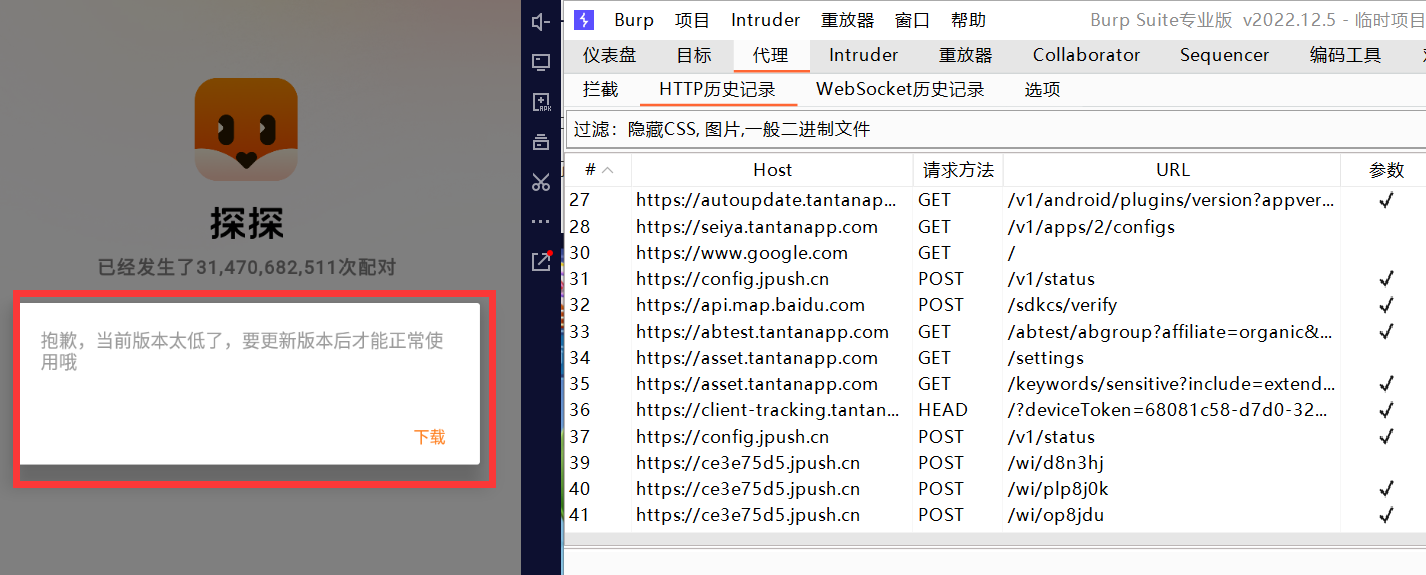 探探
已经发生了31,470,682,511次配对
抱歉，当前版本太低了，要更新版本后才能正常使
用哦
下载
APK
Burp 项目 Intruder 重放器 窗口 帮助 Burp Suite专业版 v2022.12.5 - 临时项目
仪表盘 目标 代理 Intruder 重放器 Collaborator Sequencer 编码工具
拦截 HTTP历史记录 WebSocket历史记录 选项
过滤：隐藏CSS, 图片,一般二进制文件
# Host 请求方法 URL 参数
27 https://autoupdate.tantanap... GET /v1/android/plugins/version?appver... ✓
28 https://seiya.tantanapp.com GET /v1/apps/2/configs
30 https://www.google.com GET /
31 https://config.jpush.cn POST /v1/status ✓
32 https://api.map.baidu.com POST /sdkcs/verify ✓
33 https://abtest.tantanapp.com GET /abtest/abgroup?affiliate=organic&... ✓
34 https://asset.tantanapp.com GET /settings
35 https://asset.tantanapp.com GET /keywords/sensitive?include=extend... ✓
36 https://client-tracking.tantan... HEAD /?deviceToken=68081c58-d7d0-32... ✓
37 https://config.jpush.cn POST /v1/status ✓
39 https://ce3e75d5.jpush.cn POST /wi/d8n3hj
40 https://ce3e75d5.jpush.cn POST /wi/plp8j0k ✓
41 https://ce3e75d5.jpush.cn POST /wi/op8jdu ✓